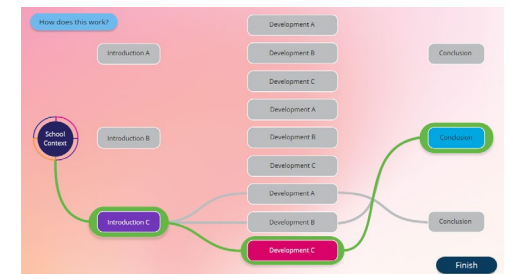 How does this work?
Development A
Introduction A
Development B
Conclusion
Development C
Development A
School
Context
Introduction B
Development B
Conclusion
Development C
Development A
Introduction C
Development B
Conclusion
Development C
Finish